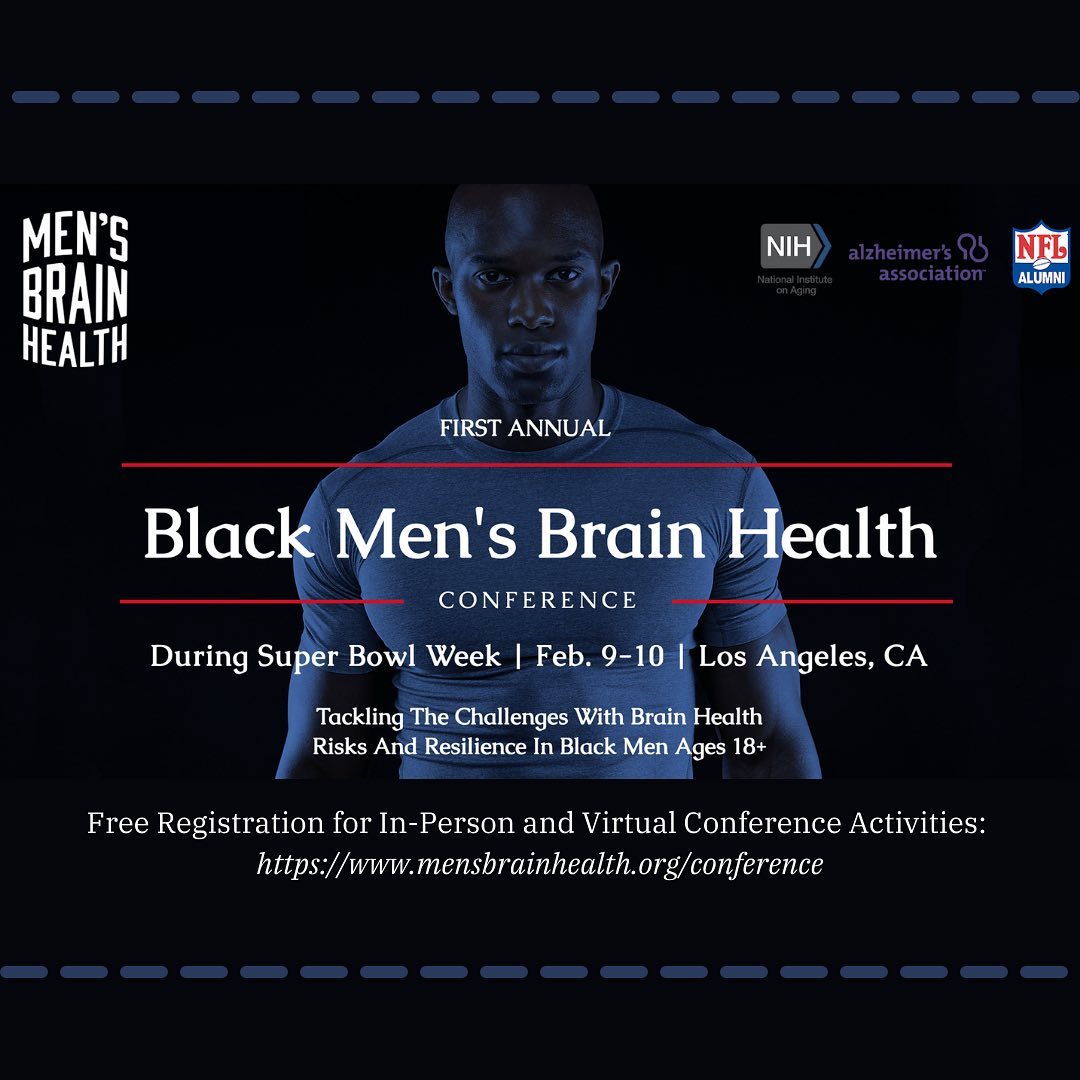 MEN'S
BRAIN
HEALTH
NIH
National Institute
on Aging
alzheimer's
association
NFL
ALUMNI
FIRST ANNUAL
Black Men's Brain Health
CONFERENCE
During Super Bowl Week | Feb. 9-10 | Los Angeles, CA
Tackling The Challenges With Brain Health
Risks And Resilience In Black Men Ages 18+
Free Registration for In-Person and Virtual Conference Activities:
https://www.mensbrainhealth.org/conference